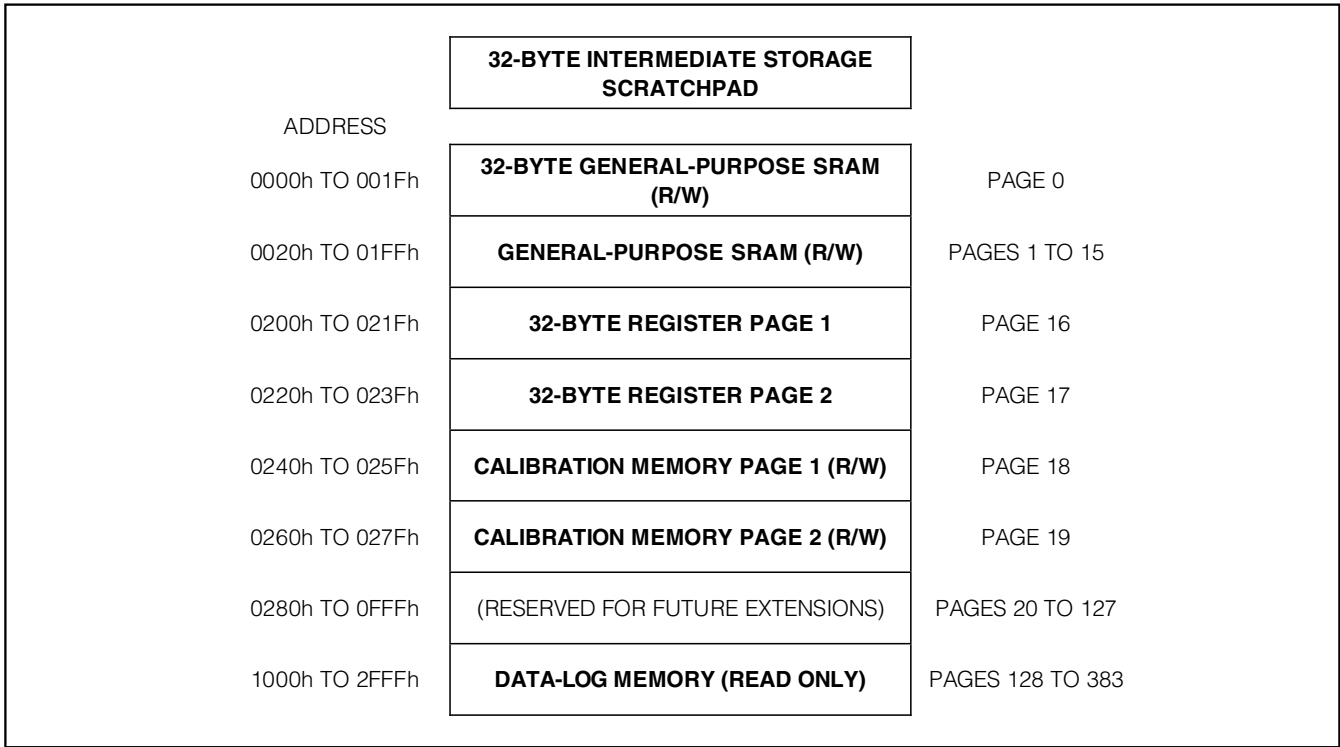 32-BYTE INTERMEDIATE STORAGE
SCRATCHPAD
ADDRESS
0000h TO 001Fh
32-BYTE GENERAL-PURPOSE SRAM
(R/W)
PAGE 0
0020h TO 01FFh
GENERAL-PURPOSE SRAM (R/W)
PAGES 1 TO 15
0200h TO 021Fh
32-BYTE REGISTER PAGE 1
PAGE 16
0220h TO 023Fh
32-BYTE REGISTER PAGE 2
PAGE 17
0240h TO 025Fh
CALIBRATION MEMORY PAGE 1 (R/W)
PAGE 18
0260h TO 027Fh
CALIBRATION MEMORY PAGE 2 (R/W)
PAGE 19
0280h TO 0FFFh
(RESERVED FOR FUTURE EXTENSIONS)
PAGES 20 TO 127
1000h TO 2FFFh
DATA-LOG MEMORY (READ ONLY)
PAGES 128 TO 383